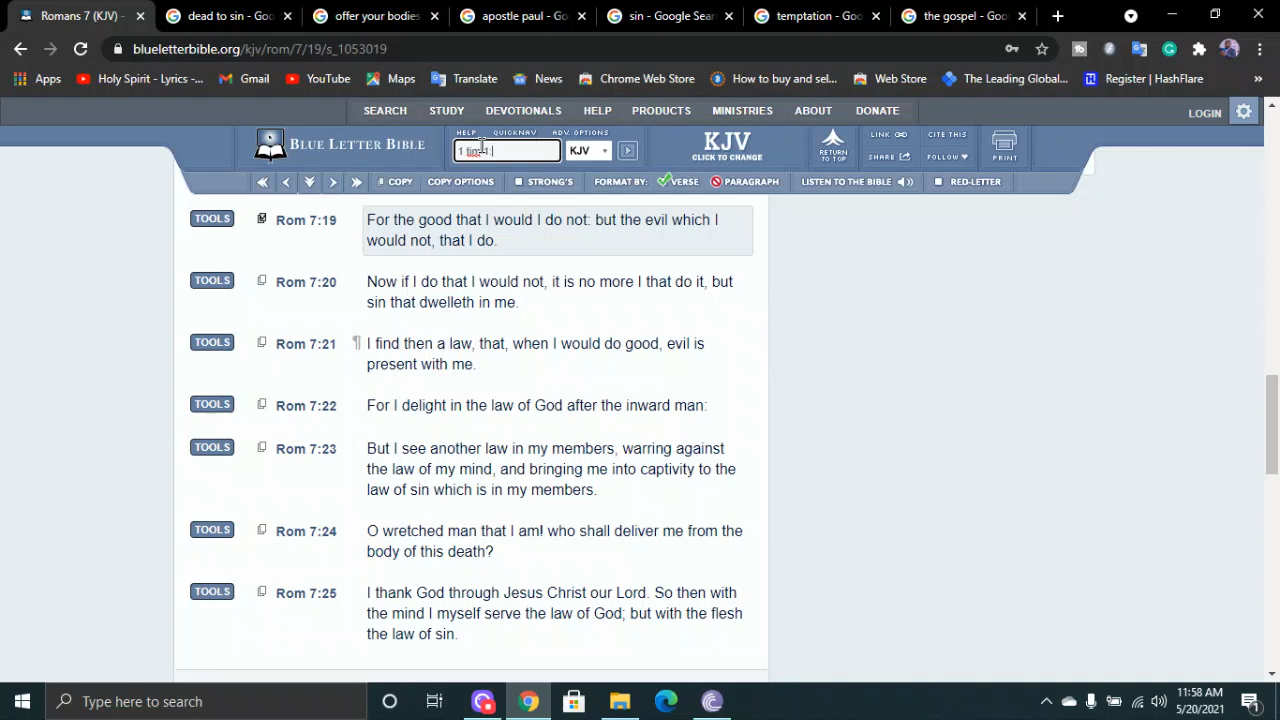 Romans 7 (KJV) -
dead to sin - Goo
offer your bodies
apostle paul - Go
sin - Google Sear
temptation - Goo
the gospel - Goo
blueletterbible.org/kjv/rom/7/19/s_1053019
Apps
Holy Spirit - Lyrics -...
Gmail
YouTube
Maps
Translate
News
Chrome Web Store
How to buy and sel...
Web Store
The Leading Global...
Register | HashFlare
SEARCH STUDY DEVOTIONALS HELP PRODUCTS MINISTRIES ABOUT DONATE
LOGIN
BLUE LETTER BIBLE
HELP QUICKNAV ADV. OPTIONS
1 tim 1:
KJV
KJV
CLICK TO CHANGE
RETURN
TO TOP
LINK
SHARE
CITE THIS
FOLLOW
PRINT
COPY COPY OPTIONS STRONG'S FORMAT BY: VERSE PARAGRAPH LISTEN TO THE BIBLE RED-LETTER
TOOLS Rom 7:19 For the good that I would I do not: but the evil which I
would not, that I do.
TOOLS Rom 7:20 Now if I do that I would not, it is no more I that do it, but
sin that dwelleth in me.
TOOLS Rom 7:21 ¶ I find then a law, that, when I would do good, evil is
present with me.
TOOLS Rom 7:22 For I delight in the law of God after the inward man:
TOOLS Rom 7:23 But I see another law in my members, warring against
the law of my mind, and bringing me into captivity to the
law of sin which is in my members.
TOOLS Rom 7:24 O wretched man that I am! who shall deliver me from the
body of this death?
TOOLS Rom 7:25 I thank God through Jesus Christ our Lord. So then with
the mind I myself serve the law of God; but with the flesh
the law of sin.
Type here to search
11:58 AM
5/20/2021
1